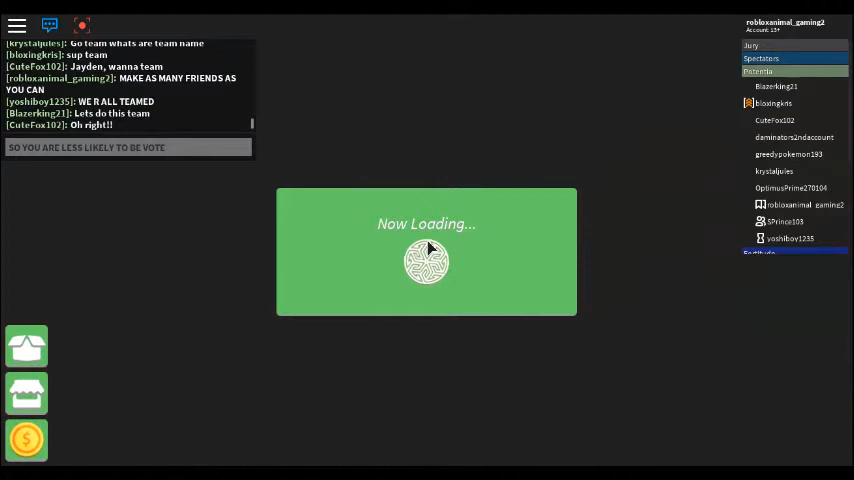 robloxanimal_gaming2
Account: 13+
[krystaljules]: Go team whats are team name
[bloxingkris]: sup team
[CuteFox102]: Jayden, wanna team
[robloxanimal_gaming2]: MAKE AS MANY FRIENDS AS
YOU CAN
[yoshiboy1235]: WE R ALL TEAMED
[Blazerking21]: Lets do this team
[CuteFox102]: Oh right!!
SO YOU ARE LESS LIKELY TO BE VOTE
Now Loading...
Jury
Spectators
Potentia
Blazerking21
bloxingkris
CuteFox102
daminators2ndaccount
greedypokemon193
krystaljules
OptimusPrime270104
robloxanimal_gaming2
SPrince103
yoshiboy1235
Fortitudo